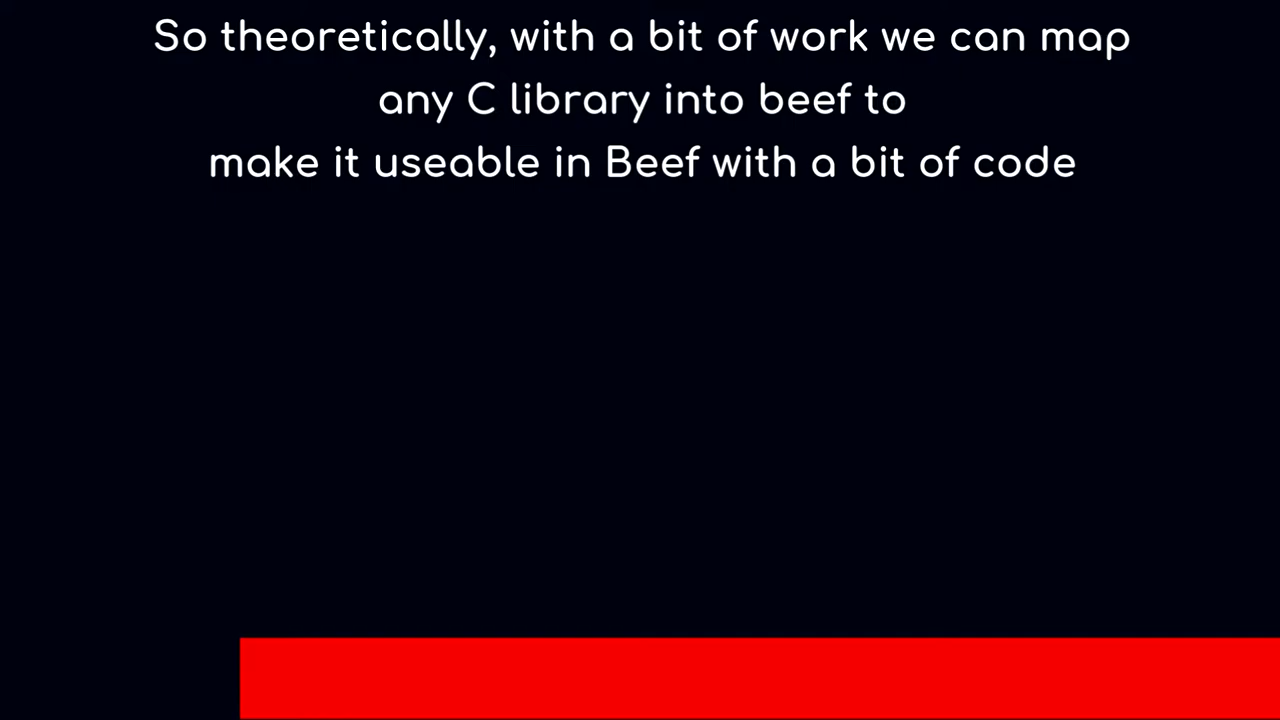 So theoretically, with a bit of work we can map
any C library into beef to
make it useable in Beef with a bit of code